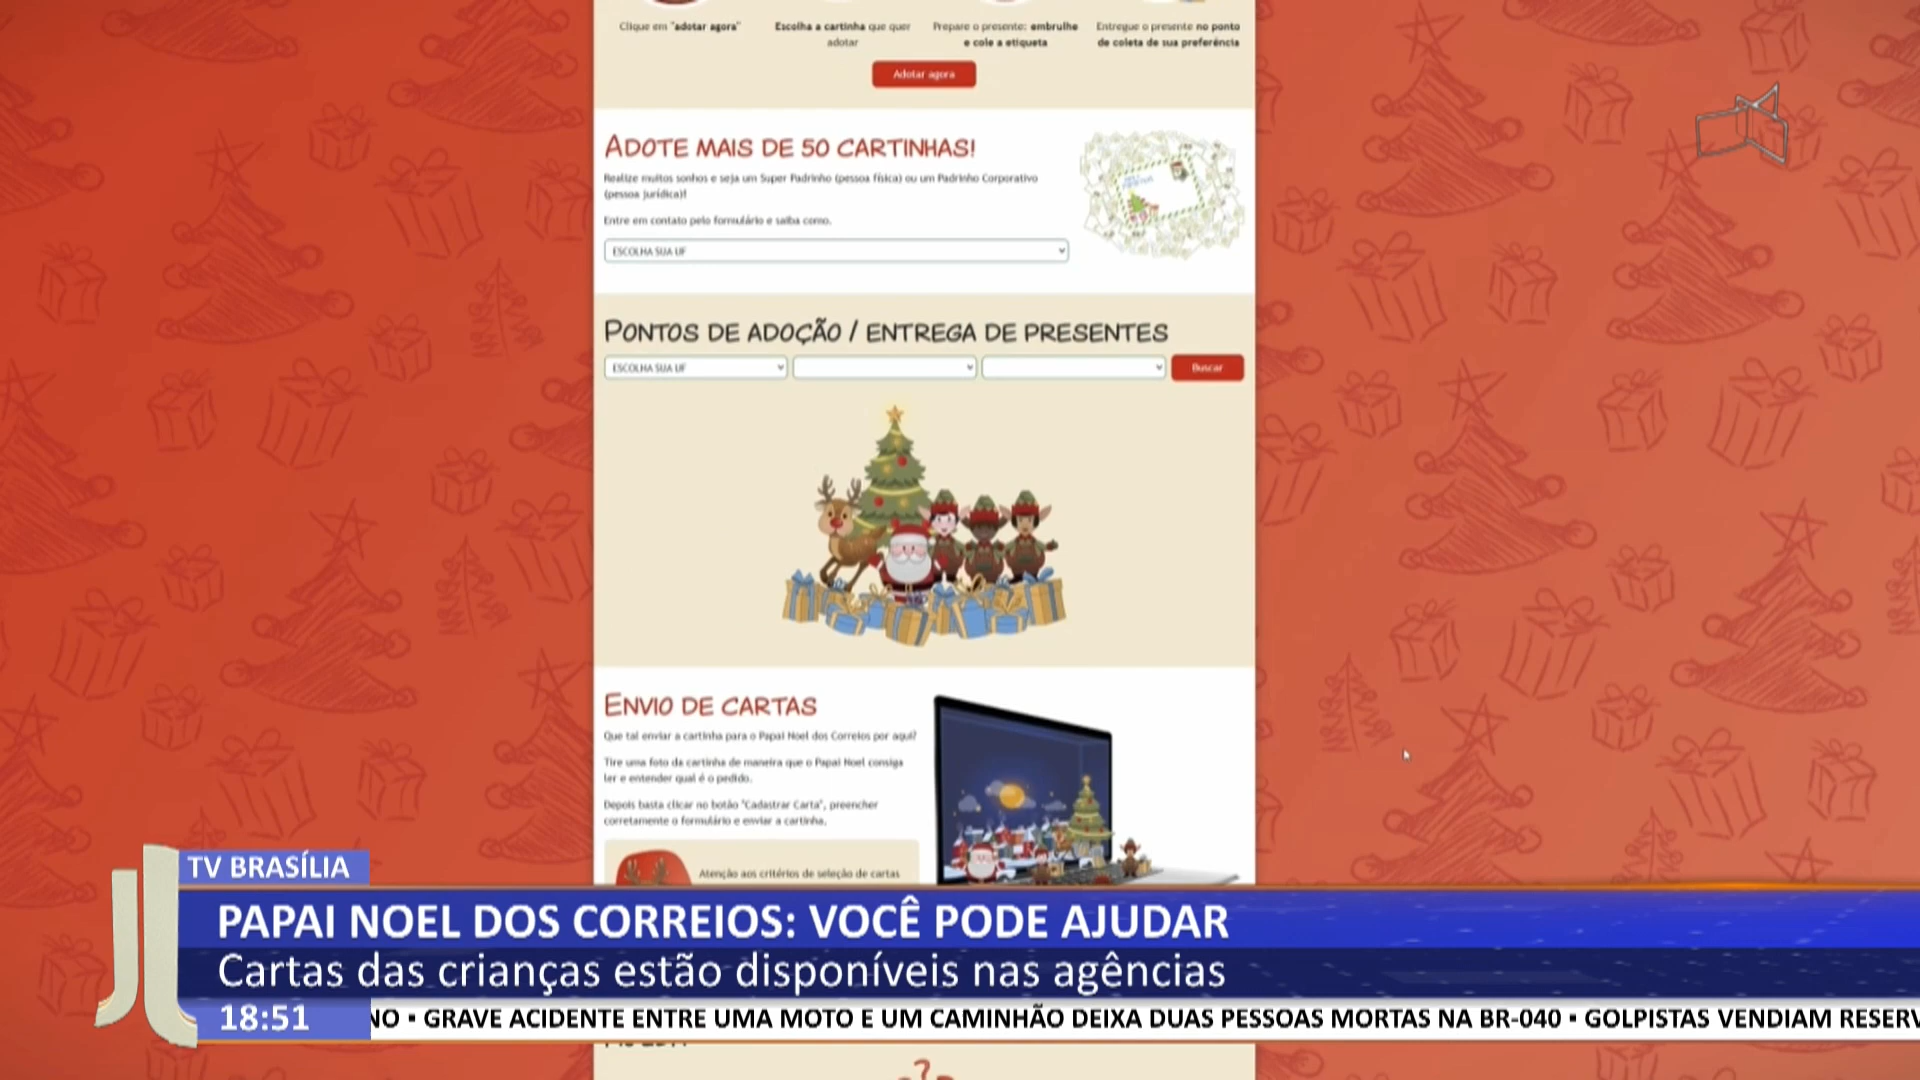 Clique em "adotar agora"
Escolha a cartinha que quer
adotar
Prepare o presente: embrulhe
e cole a etiqueta
Entregue o presente no ponto
de coleta de sua preferência
Adotar agora
ADOTE MAIS DE 50 CARTINHAS!
Realize muitos sonhos e seja um Super Padrinho (pessoa física) ou um Padrinho Corporativo
(pessoa jurídica)!
Entre em contato pelo formulário e saiba como.
ESCOLHA SUA UF
PONTOS DE ADOÇÃO / ENTREGA DE PRESENTES
ESCOLHA SUA UF
Buscar
ENVIO DE CARTAS
Que tal enviar a cartinha para o Papai Noel dos Correios por aqui?
Tire uma foto da cartinha de maneira que o Papai Noel consiga
ler e entender qual é o pedido.
Depois basta clicar no botão "Cadastrar Carta", preencher
corretamente o formulário e enviar a cartinha.
Atenção aos critérios de seleção de cartas
TV BRASÍLIA
JL
PAPAI NOEL DOS CORREIOS: VOCÊ PODE AJUDAR
Cartas das crianças estão disponíveis nas agências
18:51
NO ▪ GRAVE ACIDENTE ENTRE UMA MOTO E UM CAMINHÃO DEIXA DUAS PESSOAS MORTAS NA BR-040 ▪ GOLPISTAS VENDIAM RESERV